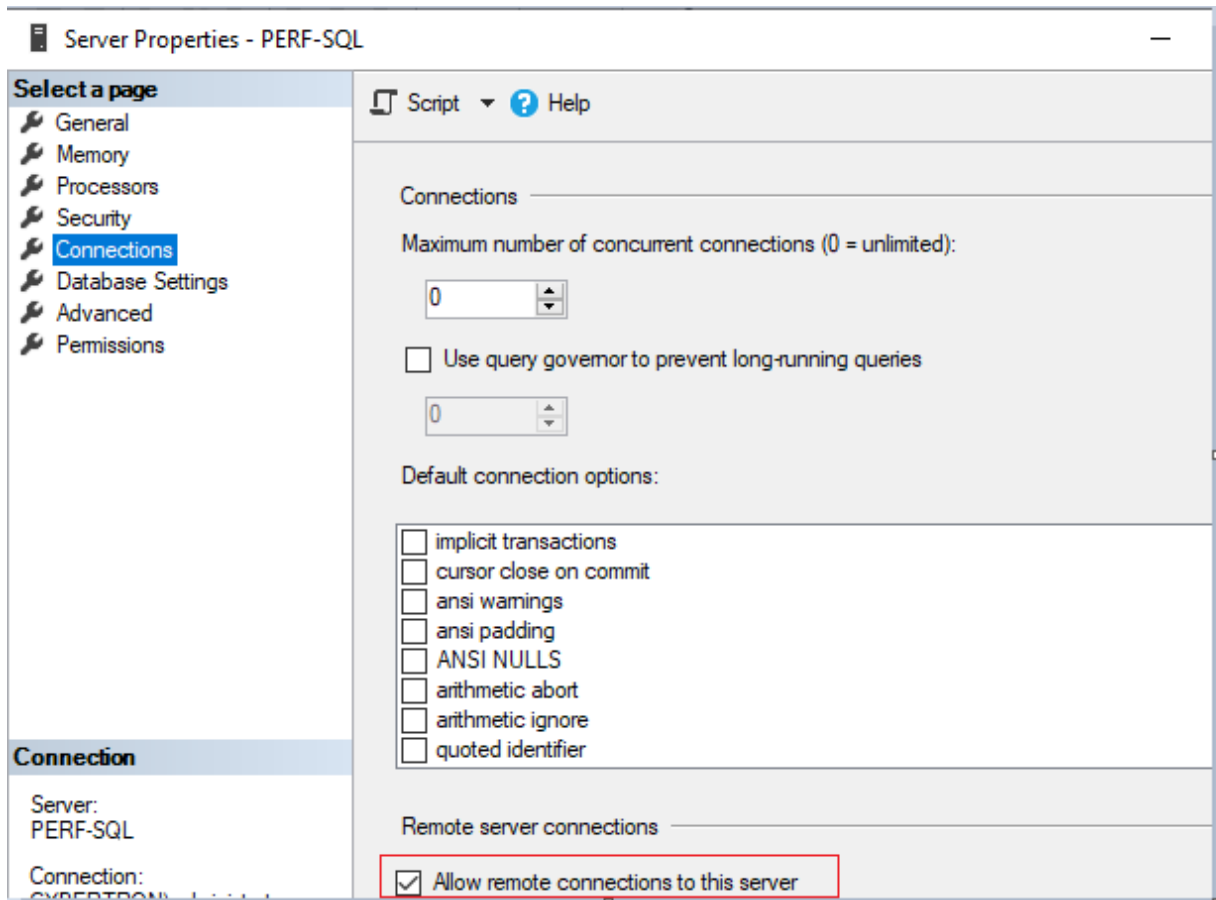 Server Properties - PERF-SQL
Select a page
General
Memory
Processors
Security
Connections
Database Settings
Advanced
Permissions
Script Help
Connections
Maximum number of concurrent connections (0 = unlimited):
0
Use query governor to prevent long-running queries
0
Default connection options:
implicit transactions
cursor close on commit
ansi warnings
ansi padding
ANSI NULLS
arithmetic abort
arithmetic ignore
quoted identifier
Remote server connections
Allow remote connections to this server
Connection
Server:
PERF-SQL
Connection: